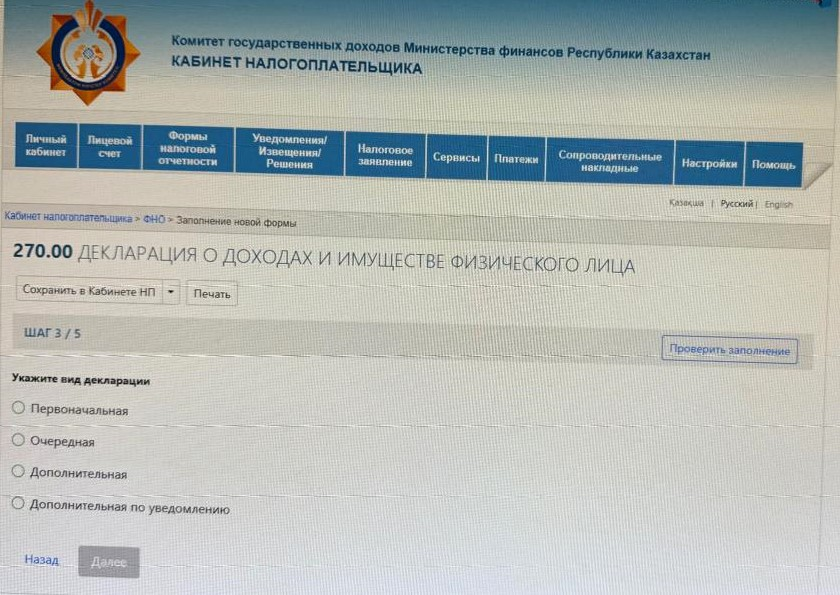 Комитет государственных доходов Министерства финансов Республики Казахстан
КАБИНЕТ НАЛОГОПЛАТЕЛЬЩИКА
Личный кабинет
Лицевой счет
Формы налоговой отчетности
Уведомления/ Извещения/ Решения
Налоговое заявление
Сервисы
Платежи
Сопроводительные накладные
Настройки
Помощь
Қазақша | Русский | English
Кабинет налогоплательщика > ФНО > Заполнение новой формы
270.00 ДЕКЛАРАЦИЯ О ДОХОДАХ И ИМУЩЕСТВЕ ФИЗИЧЕСКОГО ЛИЦА
Сохранить в Кабинете НП
Печать
ШАГ 3 / 5
Проверить заполнение
Укажите вид декларации
Первоначальная
Очередная
Дополнительная
Дополнительная по уведомлению
Назад
Далее